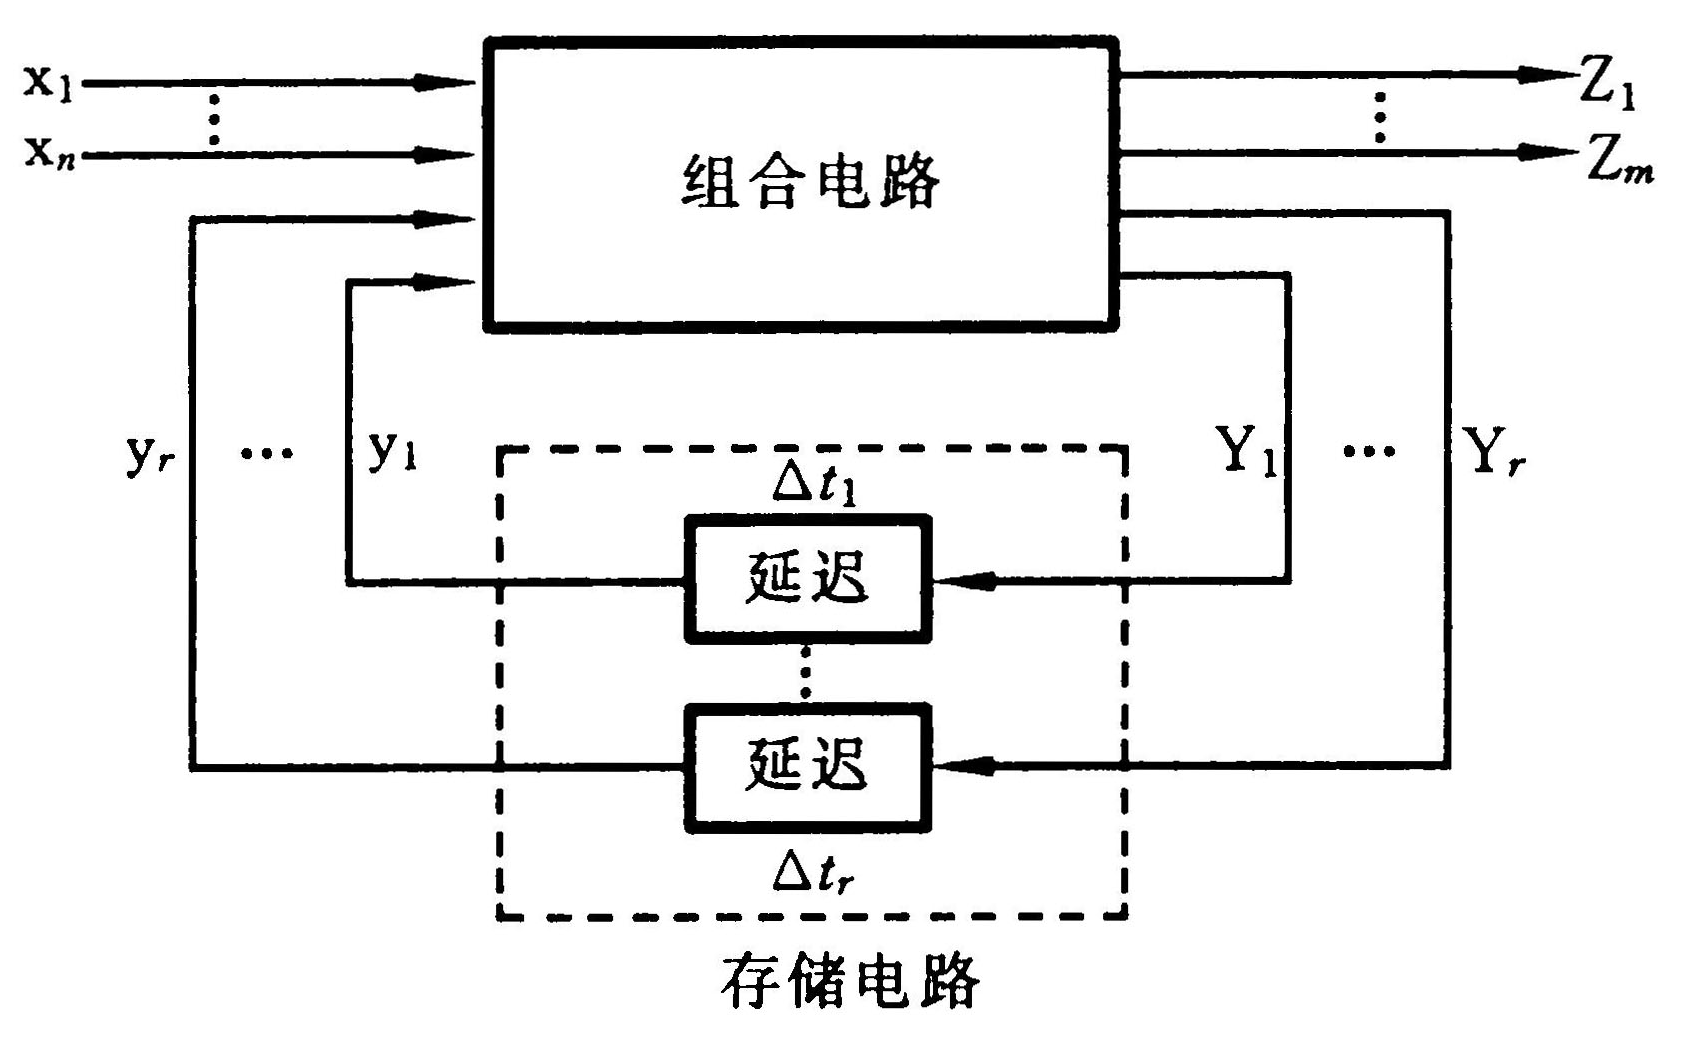 x₁
Z₁
xₙ
组合电路
Zₘ
yᵣ
…
y₁
Y₁
…
Yᵣ
Δt₁
延迟
延迟
Δtᵣ
存储电路